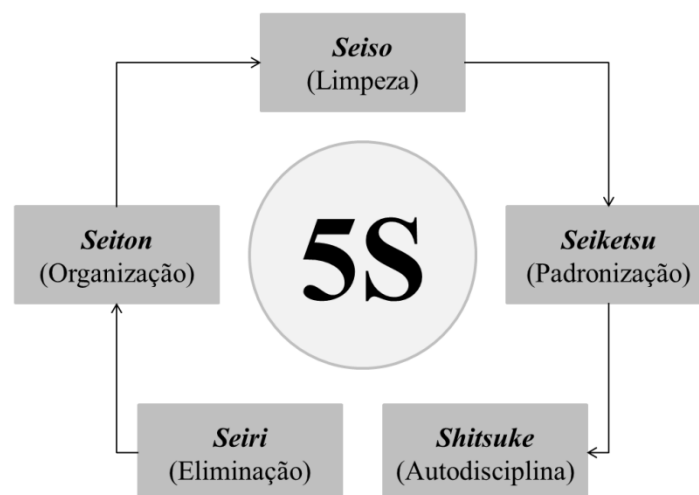 Seiso
(Limpeza)
Seiton
(Organização)
5S
Seiketsu
(Padronização)
Seiri
(Eliminação)
Shitsuke
(Autodisciplina)